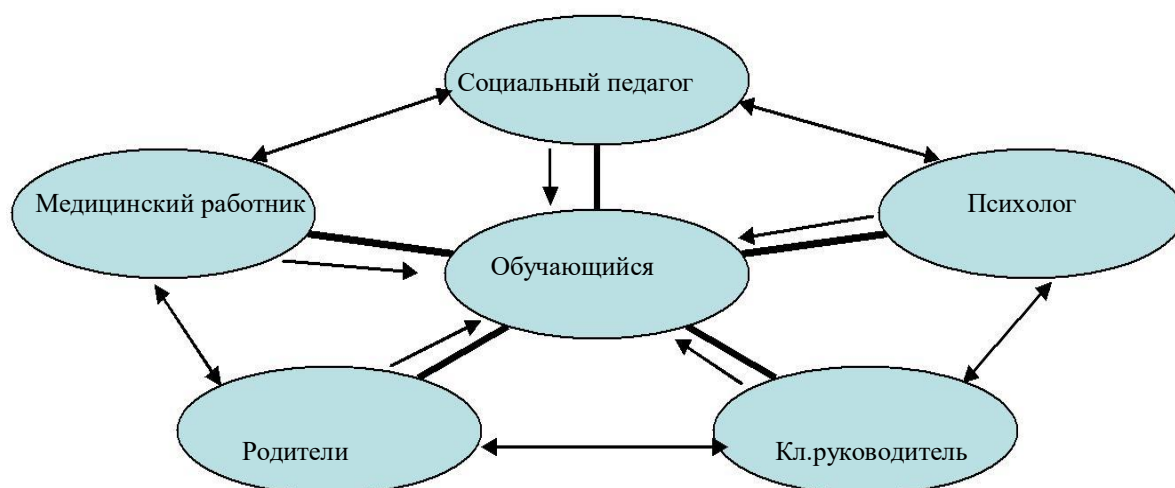 Социальный педагог
Медицинский работник
Психолог
Обучающийся
Родители
Кл.руководитель